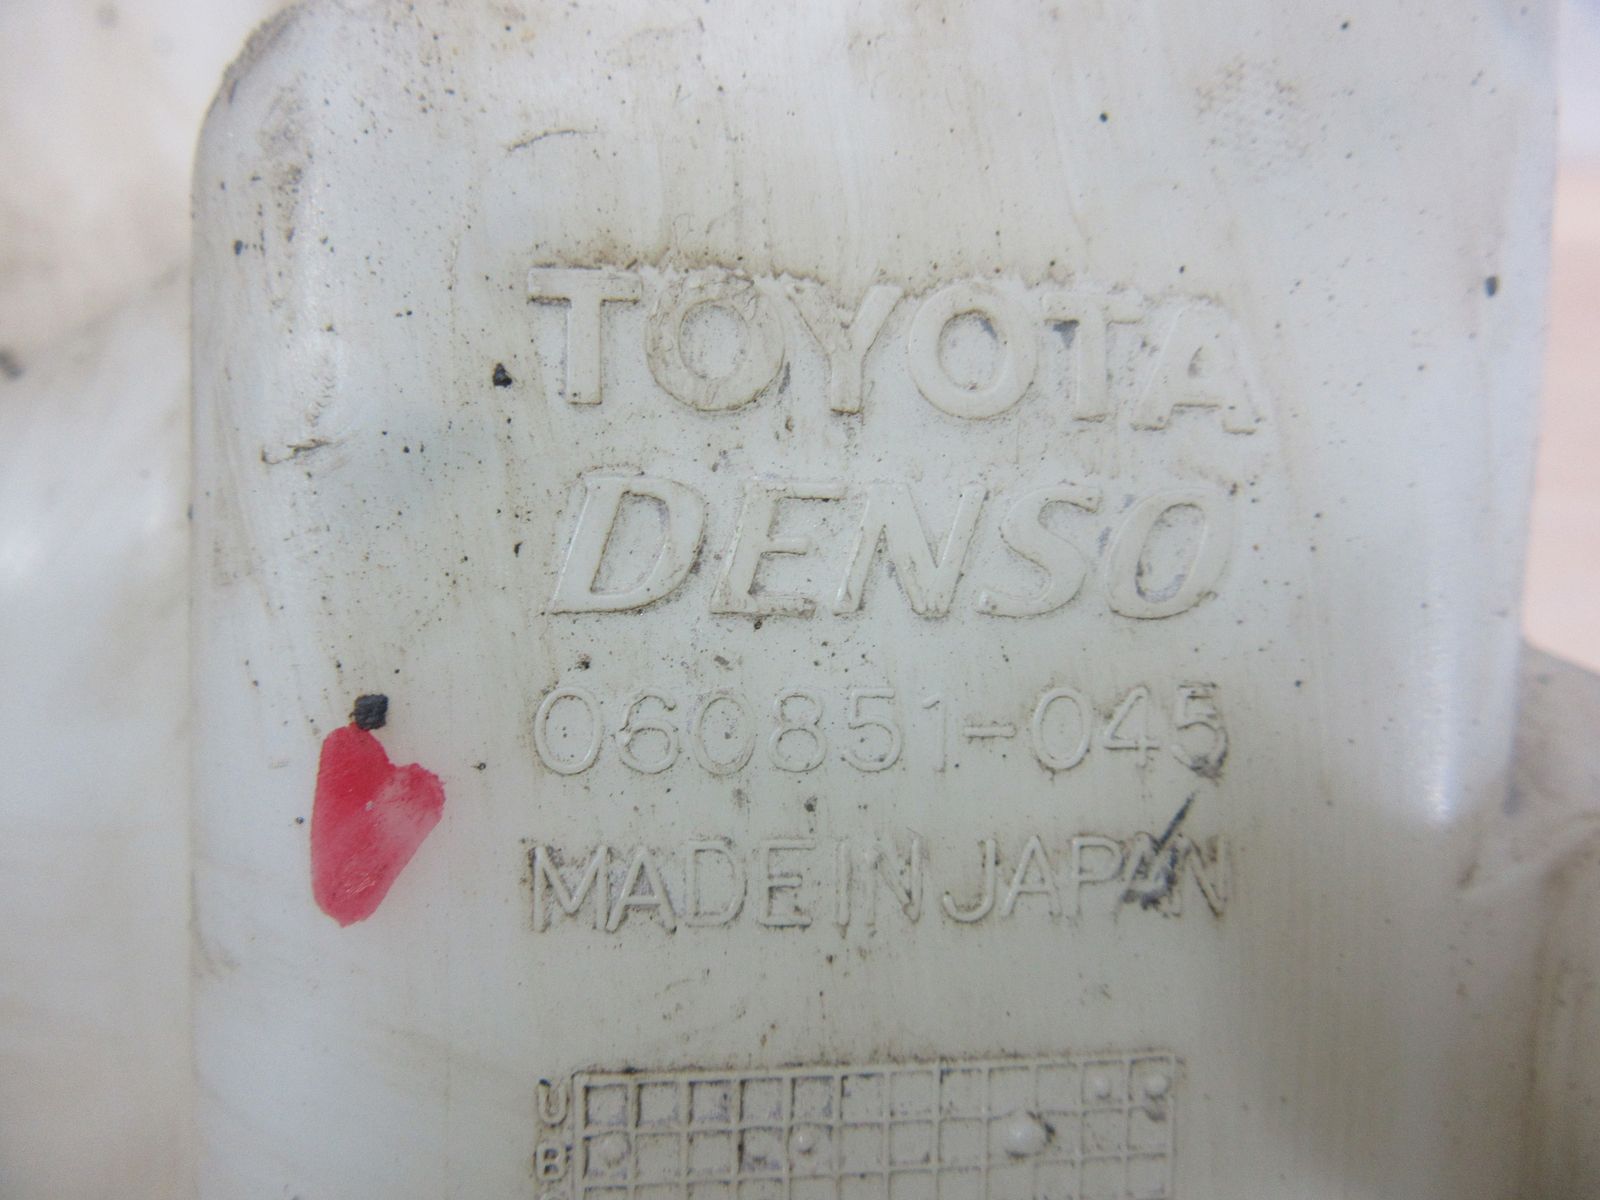 TOYOTA
DENSO
060851-045
MADE IN JAPAN
U
B